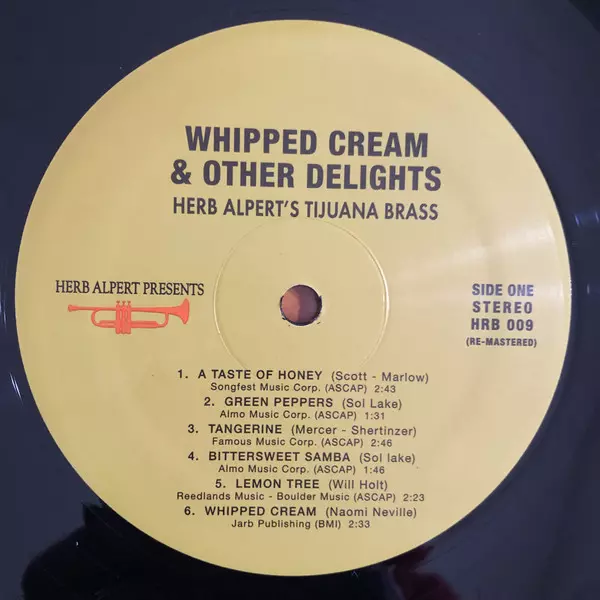 WHIPPED CREAM
& OTHER DELIGHTS
HERB ALPERT'S TIJUANA BRASS
HERB ALPERT PRESENTS
SIDE ONE
STEREO
HRB 009
(RE-MASTERED)
1. A TASTE OF HONEY (Scott - Marlow)
Songfest Music Corp. (ASCAP) 2:43
2. GREEN PEPPERS (Sol Lake)
Almo Music Corp. (ASCAP) 1:31
3. TANGERINE (Mercer - Shertinzer)
Famous Music Corp. (ASCAP) 2:46
4. BITTERSWEET SAMBA (Sol lake)
Almo Music Corp. (ASCAP) 1:46
5. LEMON TREE (Will Holt)
Reedlands Music - Boulder Music (ASCAP) 2:23
6. WHIPPED CREAM (Naomi Neville)
Jarb Publishing (BMI) 2:33